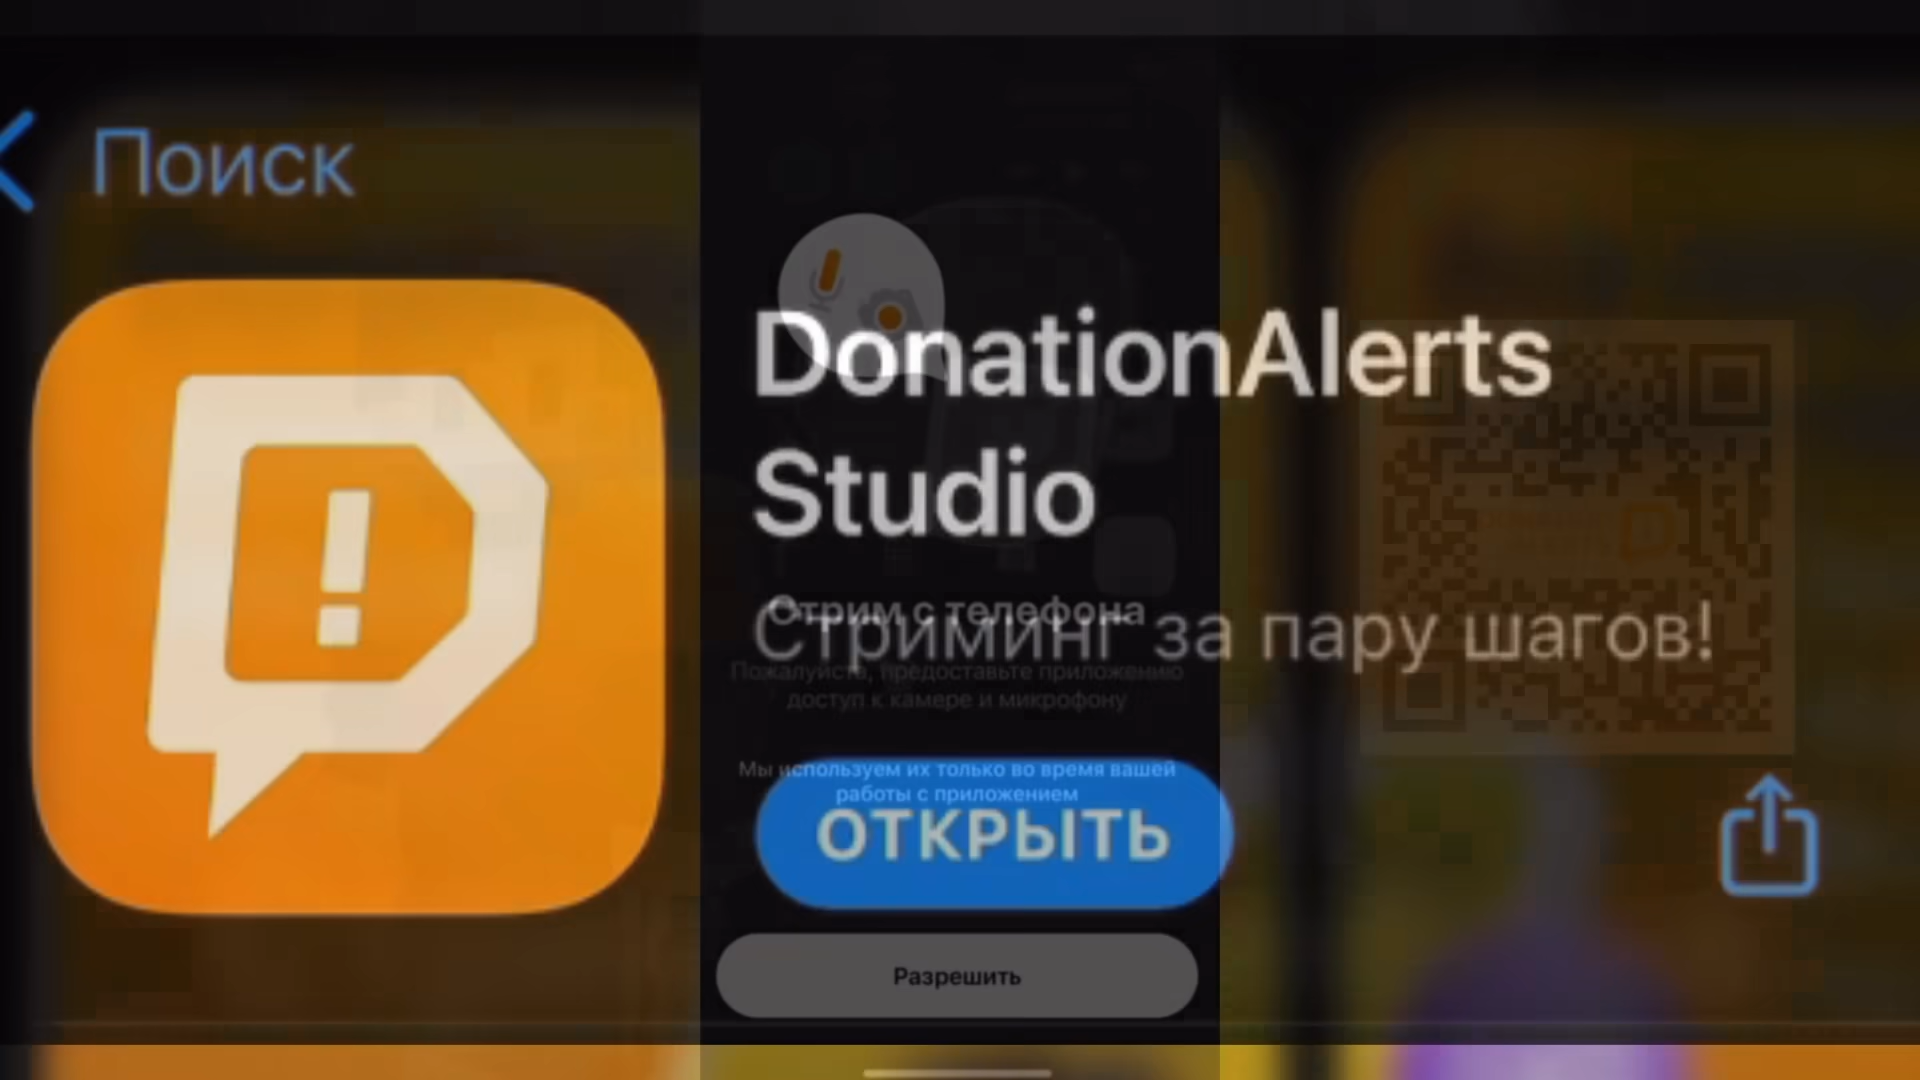 Поиск
DonationAlerts
Studio
Стрим с телефона
Стриминг за пару шагов!
Пожалуйста, предоставьте приложению
доступ к камере и микрофону
Мы используем их только во время вашей
работы с приложением
ОТКРЫТЬ
Разрешить